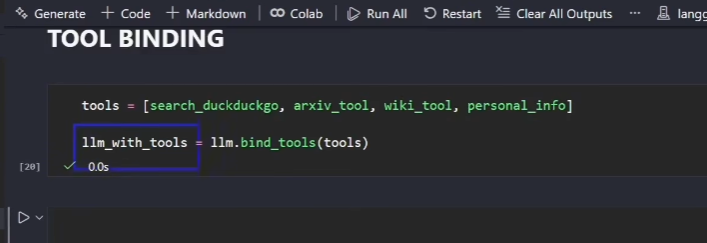 Generate + Code + Markdown Colab Run All Restart Clear All Outputs ... langg
TOOL BINDING
tools = [search_duckduckgo, arxiv_tool, wiki_tool, personal_info]
llm_with_tools = llm.bind_tools(tools)
[20] ✓ 0.0s